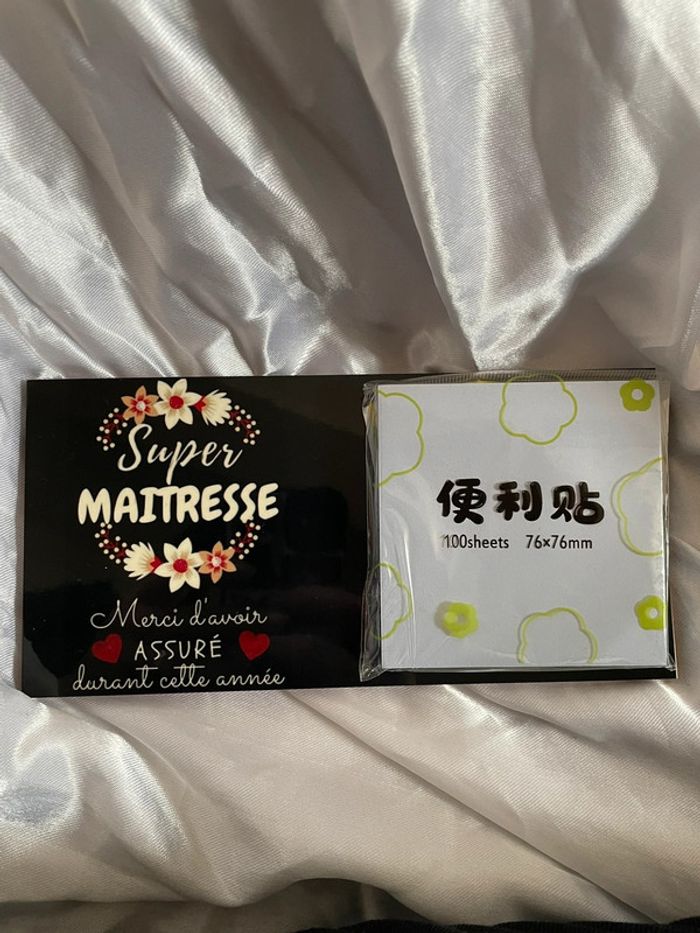 Super
MAITRESSE
Merci d'avoir
ASSURÉ
durant cette année
便利贴
100sheets 76×76mm